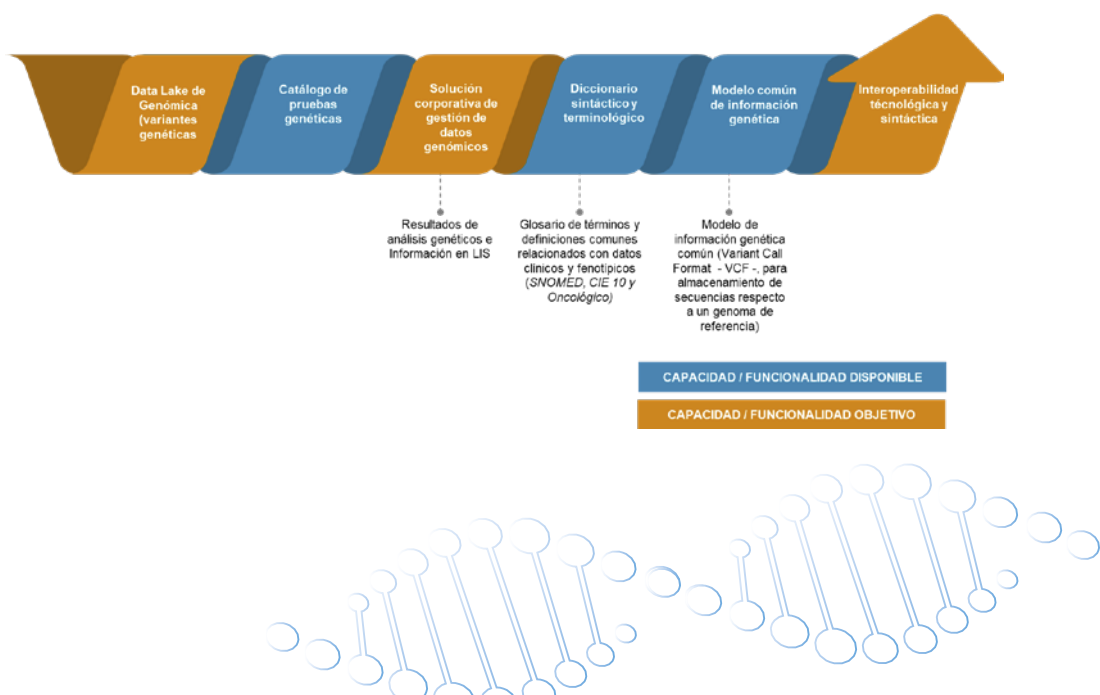 Data Lake de
Genómica
(variantes
genéticas
Catálogo de
pruebas
genéticas
Solución
corporativa de
gestión de
datos
genómicos
Diccionario
sintáctico y
terminológico
Modelo común
de información
genética
Interoperabilidad
técnológica y
sintáctica
Resultados de
análisis genéticos e
Información en LIS
Glosario de términos y
definiciones comunes
relacionados con datos
clínicos y fenotípicos
(SNOMED, CIE 10 y
Oncológico)
Modelo de
información genética
común (Variant Call
Format - VCF -, para
almacenamiento de
secuencias respecto
a un genoma de
referencia)
CAPACIDAD / FUNCIONALIDAD DISPONIBLE
CAPACIDAD / FUNCIONALIDAD OBJETIVO